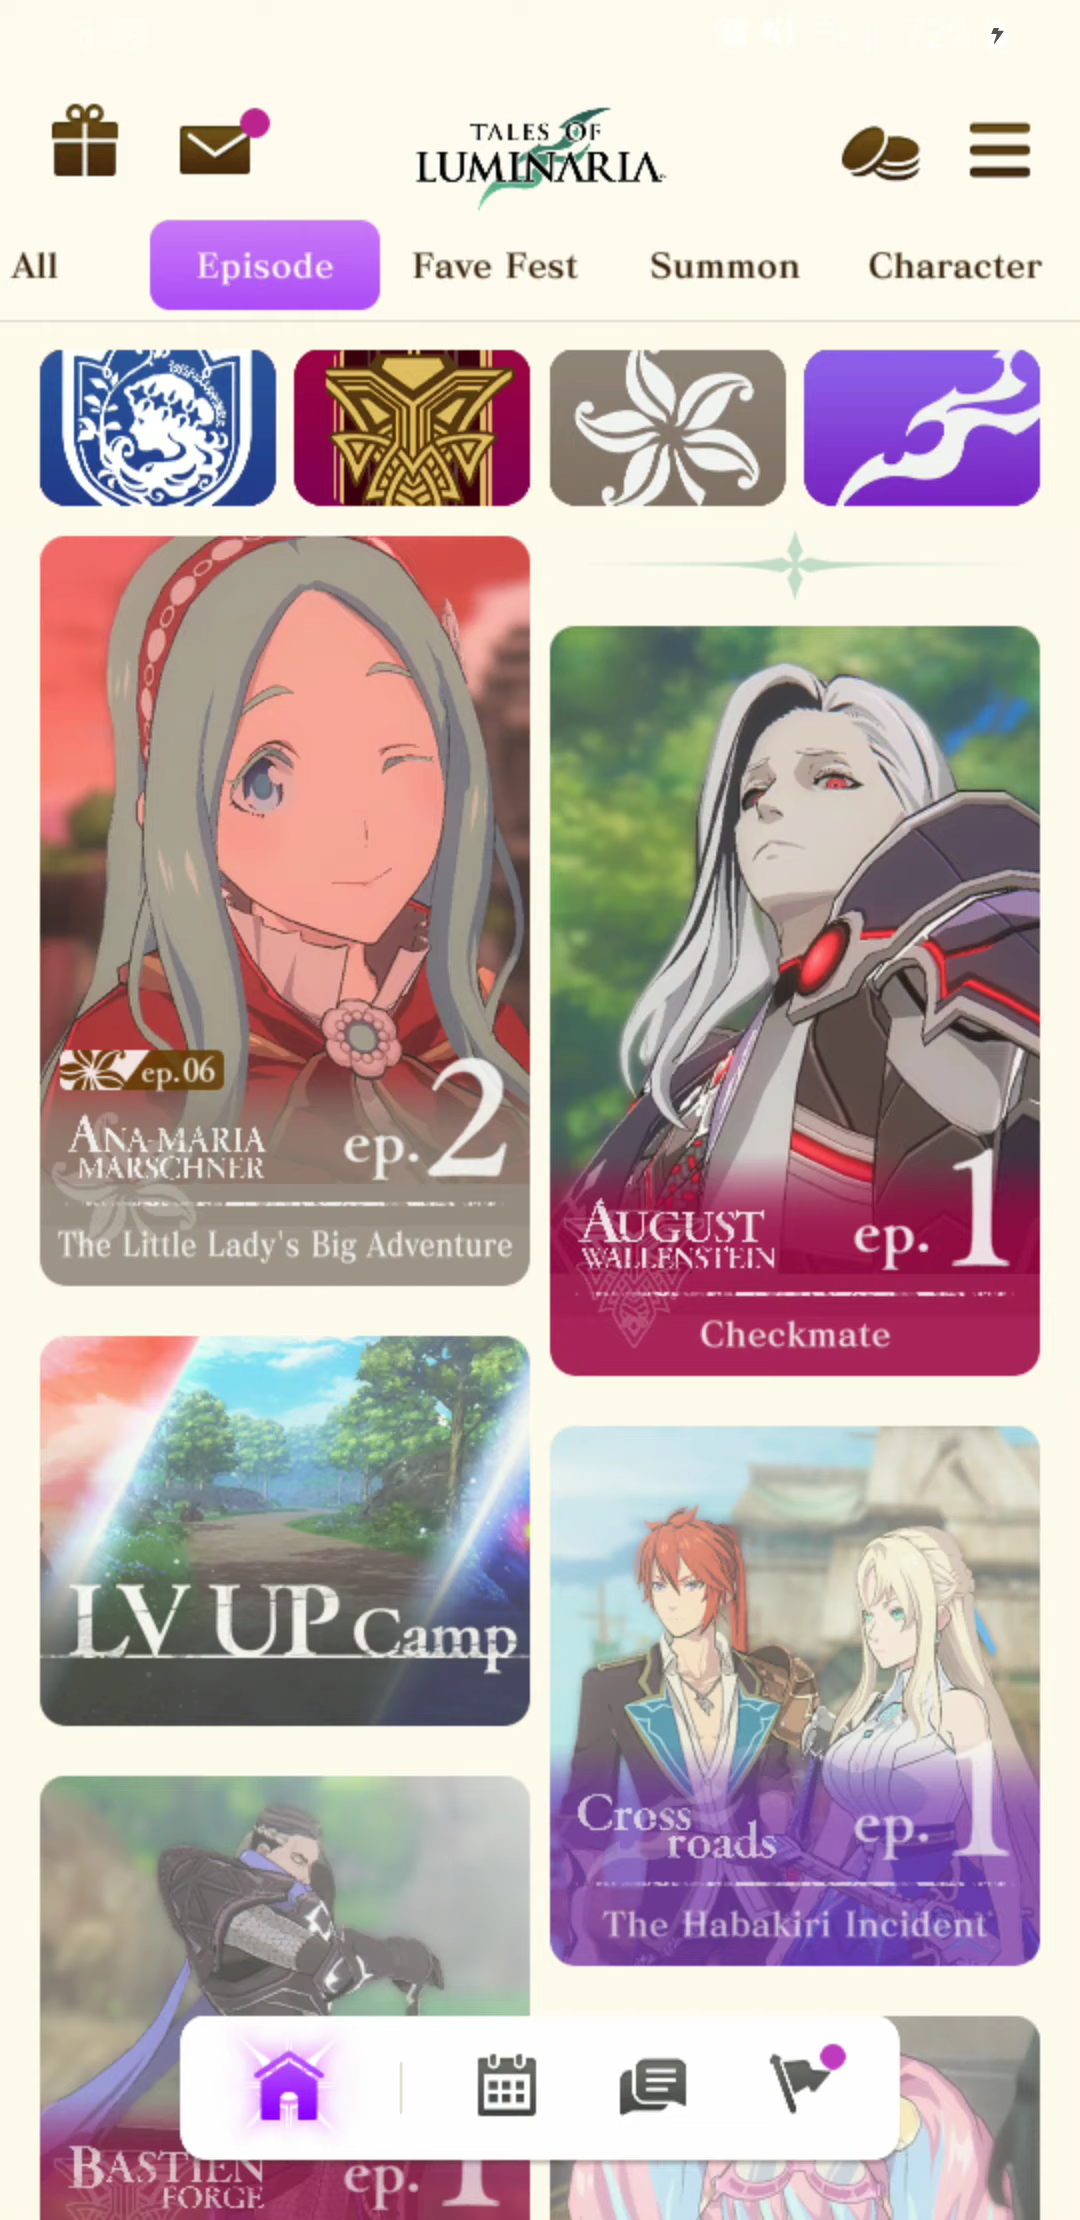 TALES OF
LUMINARIA
All
Episode
Fave Fest
Summon
Character
ep.06
ANA-MARIA
MARSCHNER
ep. 2
The Little Lady's Big Adventure
AUGUST
WALLENSTEIN
ep. 1
Checkmate
LV UP Camp
Cross
roads
ep. 1
The Habakiri Incident
BASTIEN
FORGE
ep. 1